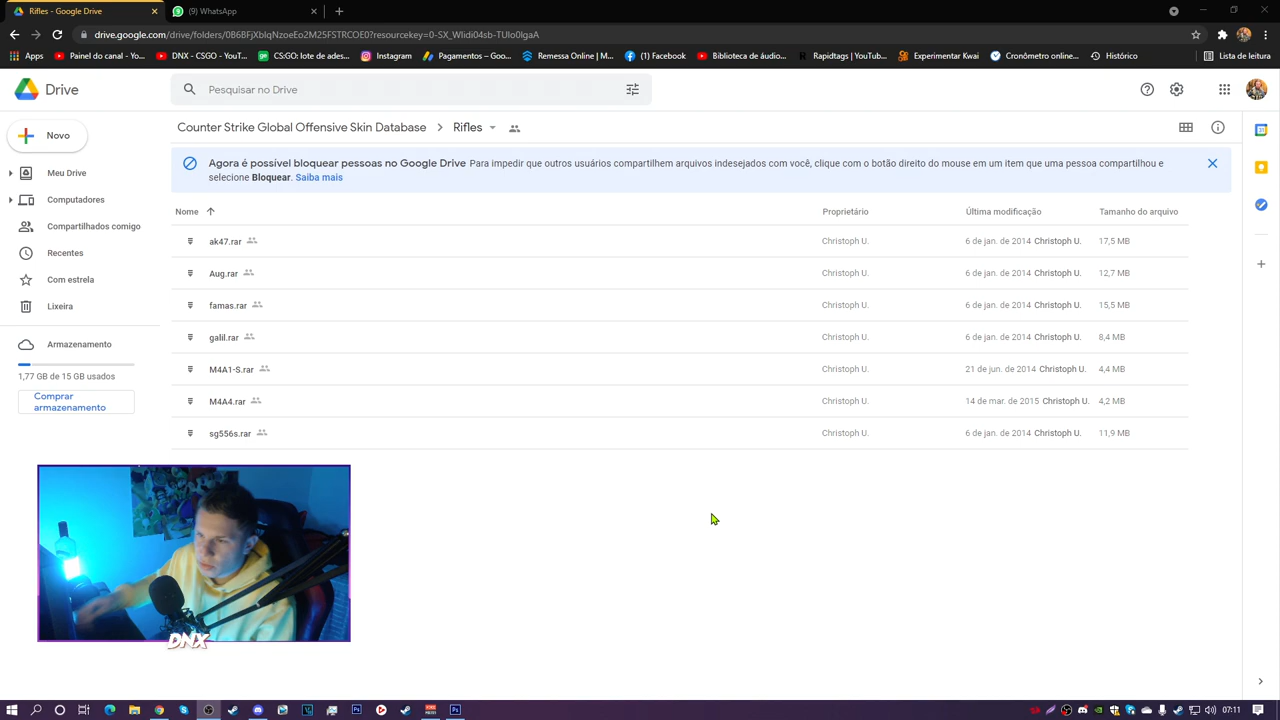 Rifles - Google Drive
(9) WhatsApp
drive.google.com/drive/folders/0B6BFjXblqNzoeEo2M25FSTRCOE0?resourcekey=0-SX_Wlidi04sb-TUlo0lgaA
Apps
Painel do canal - Yo...
DNX - CSGO - YouT...
CSGO: lote de ades...
Instagram
Pagamentos – Goo...
Remessa Online | M...
(2) Facebook
Biblioteca de áudio...
Rapidtags | YouTub...
Experimentar Kwai
Cronômetro online...
Histórico
Lista de leitura
Drive
Pesquisar no Drive
Novo
Counter Strike Global Offensive Skin Database
Rifles
Agora é possível bloquear pessoas no Google Drive Para impedir que outros usuários compartilhem arquivos indesejados com você, clique com o botão direito do mouse em um item que uma pessoa compartilhou e
selecione Bloquear. Saiba mais
Meu Drive
Computadores
Compartilhados comigo
Recentes
Com estrela
Lixeira
Armazenamento
1,77 GB de 15 GB usados
Comprar
armazenamento
Nome
Proprietário
Última modificação
Tamanho do arquivo
ak47.rar
Christoph U.
6 de jan. de 2014 Christoph U.
17,5 MB
Aug.rar
Christoph U.
6 de jan. de 2014 Christoph U.
12,7 MB
famas.rar
Christoph U.
6 de jan. de 2014 Christoph U.
15,5 MB
galil.rar
Christoph U.
6 de jan. de 2014 Christoph U.
8,4 MB
M4A1-S.rar
Christoph U.
21 de jun. de 2014 Christoph U.
4,4 MB
M4A4.rar
Christoph U.
14 de mar. de 2015 Christoph U.
4,2 MB
sg556s.rar
Christoph U.
6 de jan. de 2014 Christoph U.
11,9 MB
DNX
07:11